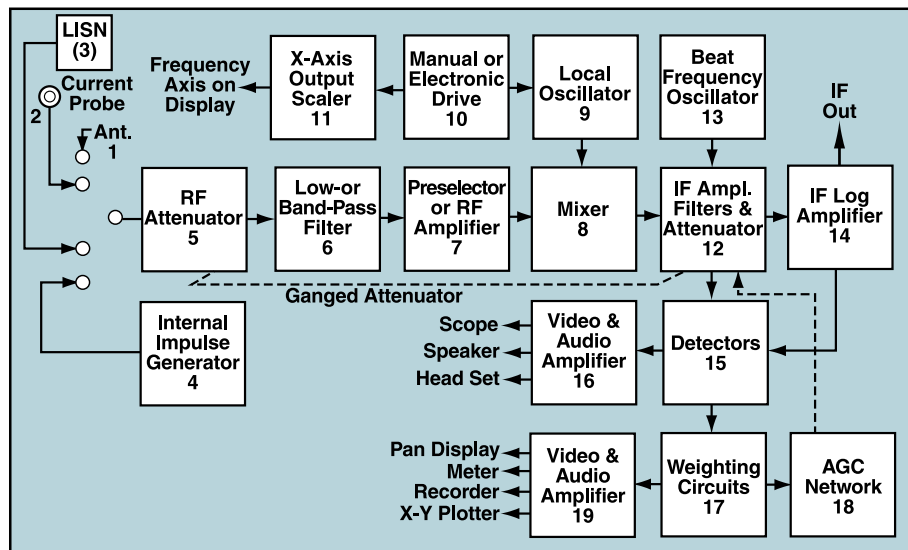 LISN
(3)
Current
Probe
2
Ant.
1
Frequency
Axis on
Display
X-Axis
Output
Scaler
11
Manual or
Electronic
Drive
10
Local
Oscillator
9
Beat
Frequency
Oscillator
13
IF
Out
RF
Attenuator
5
Low-or
Band-Pass
Filter
6
Preselector
or RF
Amplifier
7
Mixer
8
IF Ampl.
Filters &
Attenuator
12
IF Log
Amplifier
14
Ganged Attenuator
Internal
Impulse
Generator
4
Scope
Speaker
Head Set
Video &
Audio
Amplifier
16
Detectors
15
Pan Display
Meter
Recorder
X-Y Plotter
Video &
Audio
Amplifier
19
Weighting
Circuits
17
AGC
Network
18